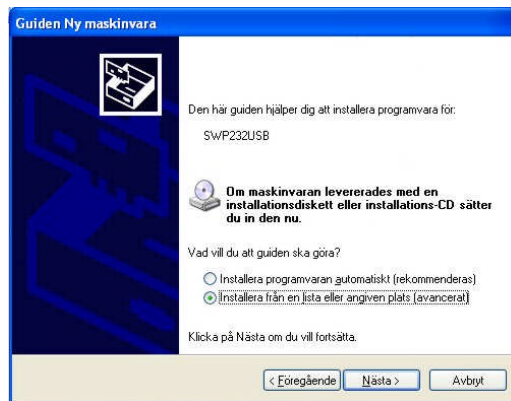 Guiden Ny maskinvara
Den här guiden hjälper dig att installera programvara för:
SWP232USB
Om maskinvaran levererades med en
installationsdiskett eller installations-CD sätter
du in den nu.
Vad vill du att guiden ska göra?
Installera programvaran automatiskt (rekommenderas)
Installera från en lista eller angiven plats (avancerat)
Klicka på Nästa om du vill fortsätta.
< Föregående Nästa > Avbryt